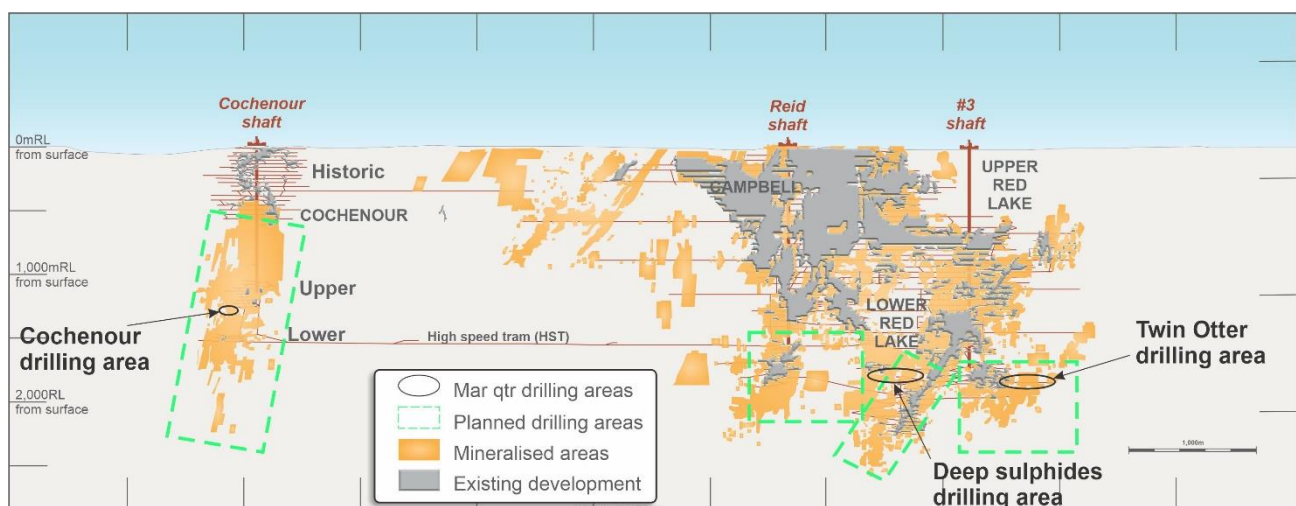 Cochenour
shaft
Reid
shaft
#3
shaft
0mRL
from surface
Historic
CAMPBELL
UPPER
RED
LAKE
COCHENOUR
1,000mRL
from surface
Upper
LOWER
RED
LAKE
Cochenour
drilling area
Lower
High speed tram (HST)
Twin Otter
drilling area
2,000RL
from surface
Mar qtr drilling areas
Planned drilling areas
Mineralised areas
Existing development
1,000m
Deep sulphides
drilling area